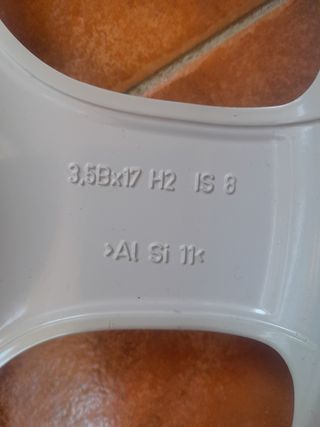 3,5Bx17 H2 IS 8
>Al Si 11<